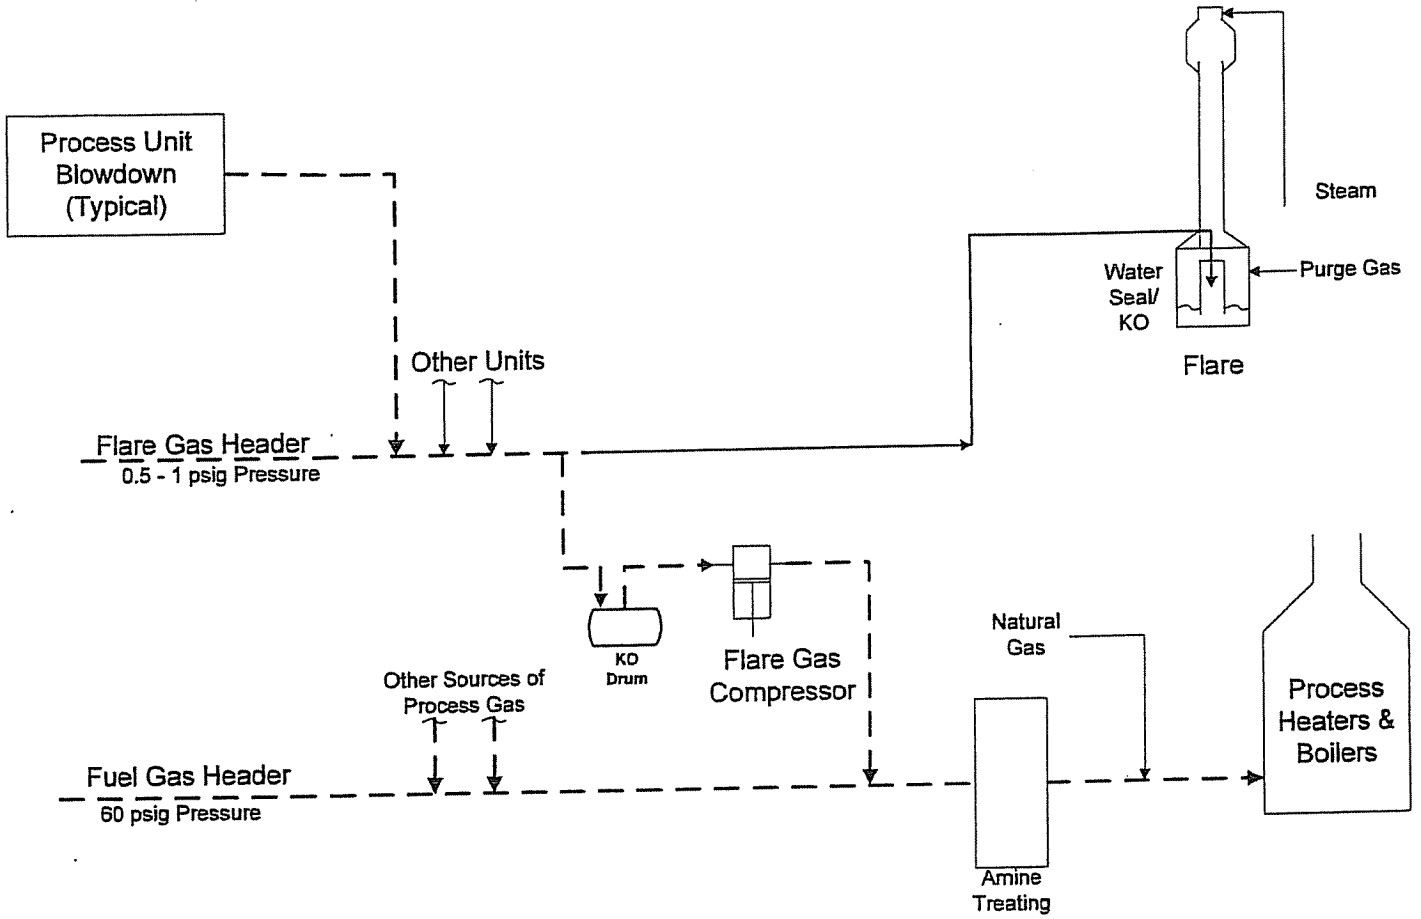 Process Unit
Blowdown
(Typical)
Steam
Water
Seal/
KO
Purge Gas
Flare
Other Units
Flare Gas Header
0.5 - 1 psig Pressure
KO
Drum
Flare Gas
Compressor
Natural
Gas
Other Sources of
Process Gas
Process
Heaters &
Boilers
Fuel Gas Header
60 psig Pressure
Amine
Treating